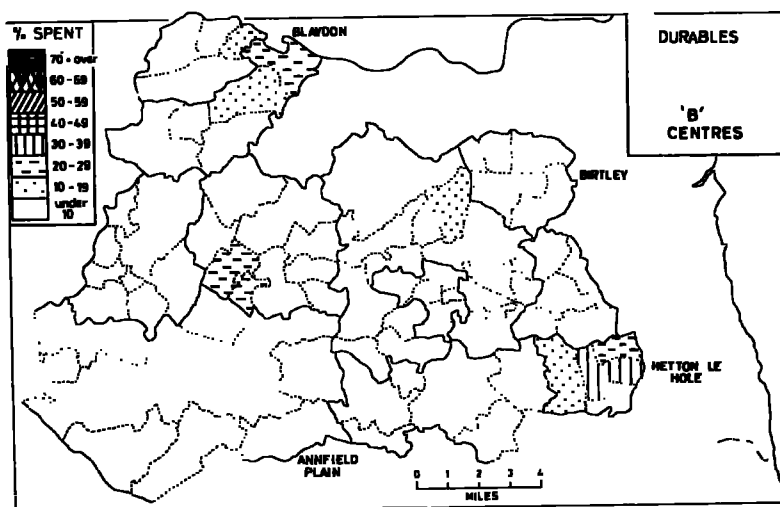 % SPENT
70 + over
60 - 69
50 - 59
40 - 49
30 - 39
20 - 29
10 - 19
under
10
BLAYDON
DURABLES
'B'
CENTRES
BIRTLEY
HETTON LE
HOLE
ANNFIELD
PLAIN
0 1 2 3 4
MILES